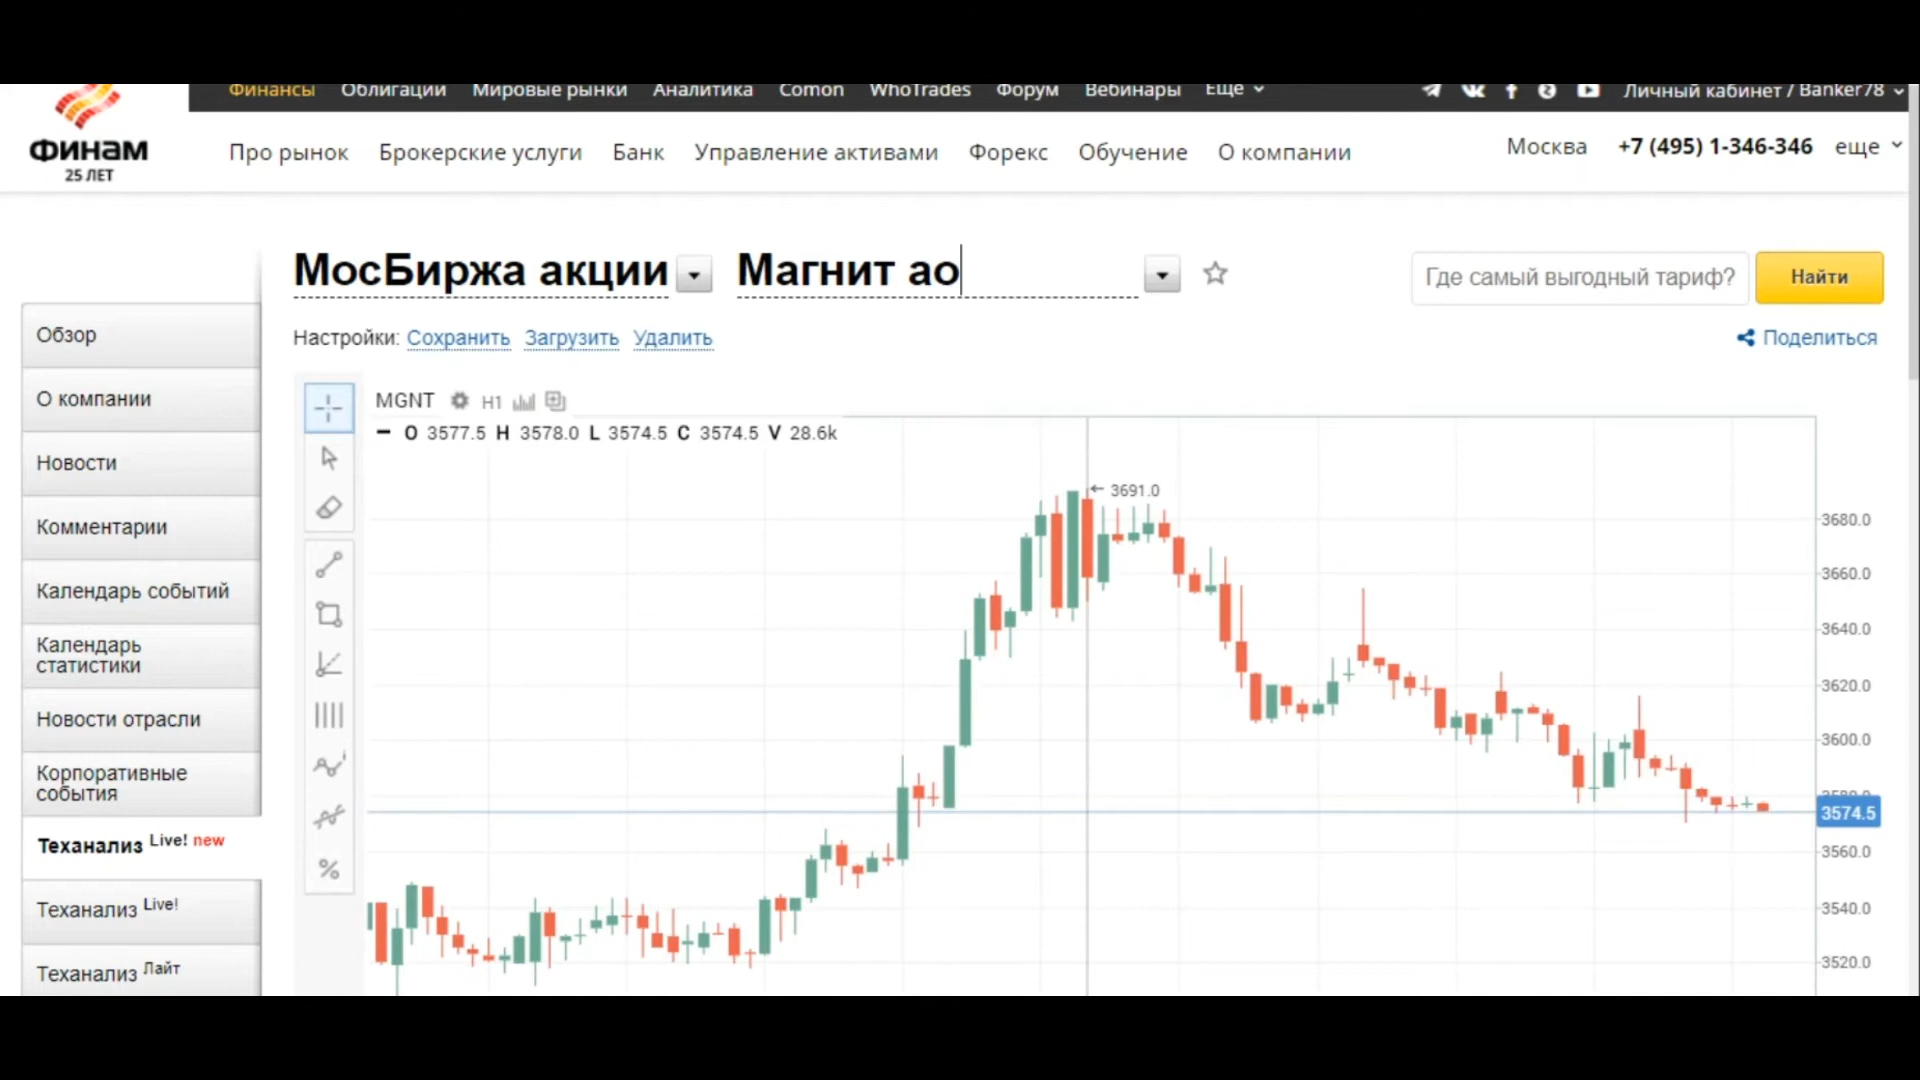 Финансы Облигации Мировые рынки Аналитика Comon WhoTrades Форум Вебинары Еще Личный кабинет / Banker78
Финам
25 ЛЕТ
Про рынок Брокерские услуги Банк Управление активами Форекс Обучение О компании Москва +7 (495) 1-346-346 еще
МосБиржа акции Магнит ао Где самый выгодный тариф? Найти
Настройки: Сохранить Загрузить Удалить Поделиться
Обзор
О компании
Новости
Комментарии
Календарь событий
Календарь
статистики
Новости отрасли
Корпоративные
события
Теханализ Live! new
Теханализ Live!
Теханализ Лайт
MGNT H1
O 3577.5 H 3578.0 L 3574.5 C 3574.5 V 28.6k
3691.0
3680.0
3660.0
3640.0
3620.0
3600.0
3580.0
3574.5
3560.0
3540.0
3520.0